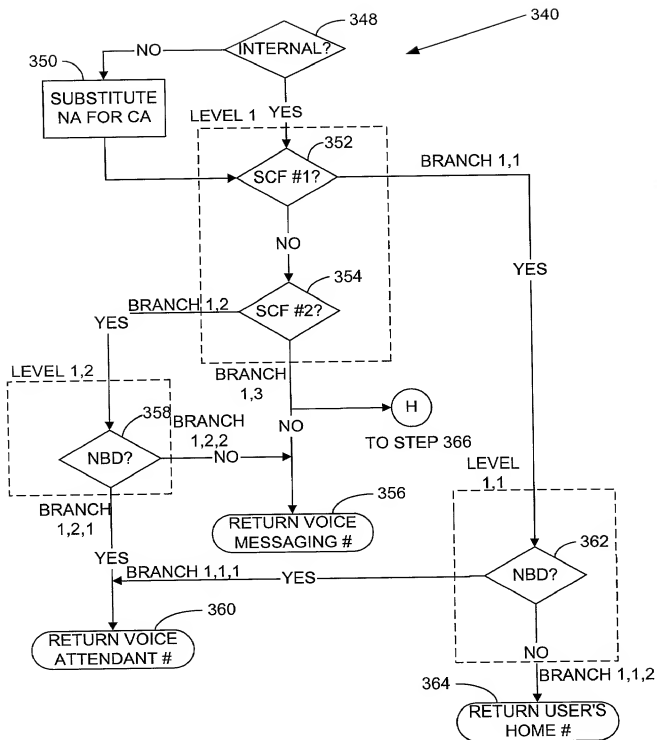 348
340
INTERNAL?
NO
350
SUBSTITUTE
NA FOR CA
YES
LEVEL 1
352
SCF #1?
BRANCH 1,1
NO
YES
354
SCF #2?
BRANCH 1,2
YES
BRANCH
1,3
LEVEL 1,2
358
NBD?
BRANCH
1,2,2
NO
NO
H
TO STEP 366
LEVEL
1,1
356
RETURN VOICE
MESSAGING #
BRANCH
1,2,1
YES
BRANCH 1,1,1
YES
362
NBD?
360
RETURN VOICE
ATTENDANT #
NO
BRANCH 1,1,2
364
RETURN USER'S
HOME #